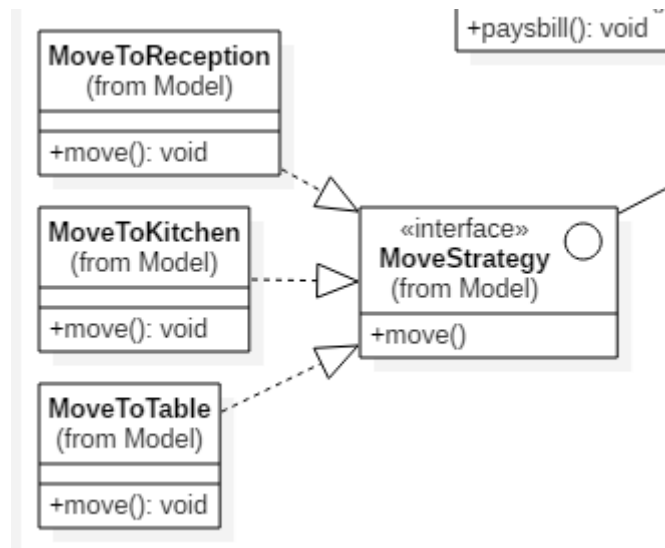 +paysbill(): void
MoveToReception
(from Model)
+move(): void
MoveToKitchen
(from Model)
+move(): void
MoveToTable
(from Model)
+move(): void
«interface»
MoveStrategy
(from Model)
+move()